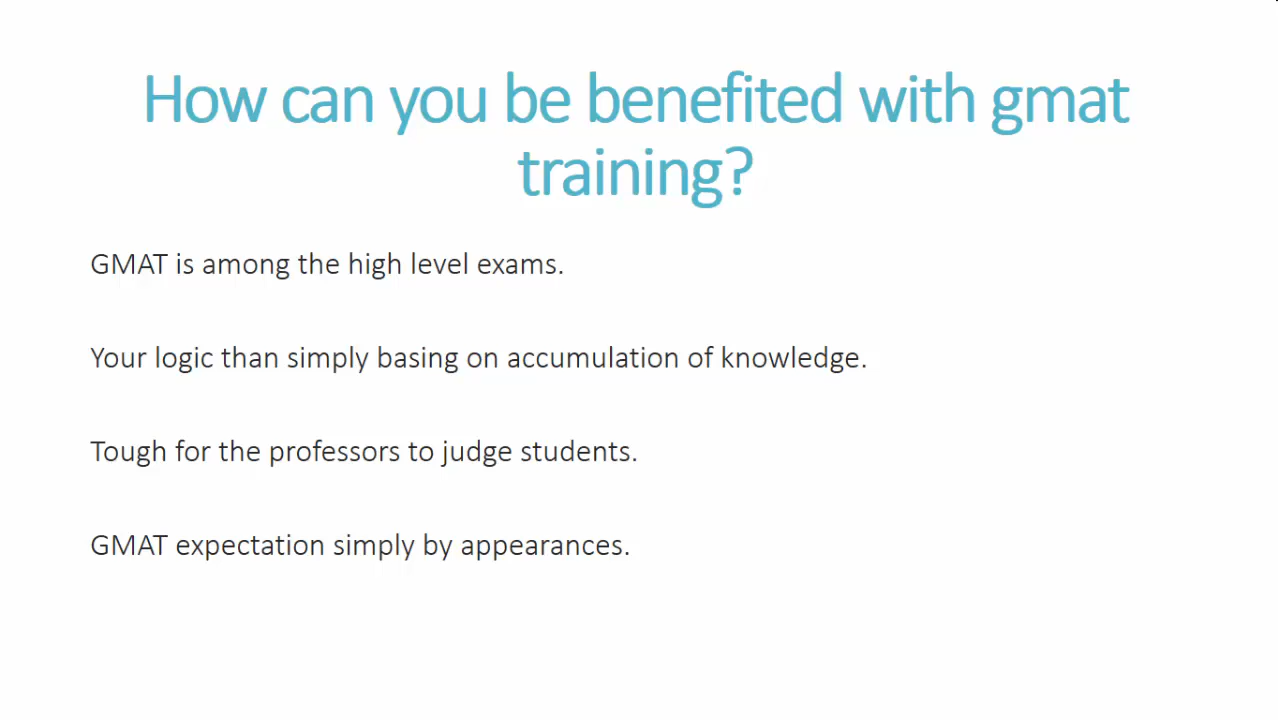 How can you be benefited with gmat
training?
GMAT is among the high level exams.
Your logic than simply basing on accumulation of knowledge.
Tough for the professors to judge students.
GMAT expectation simply by appearances.